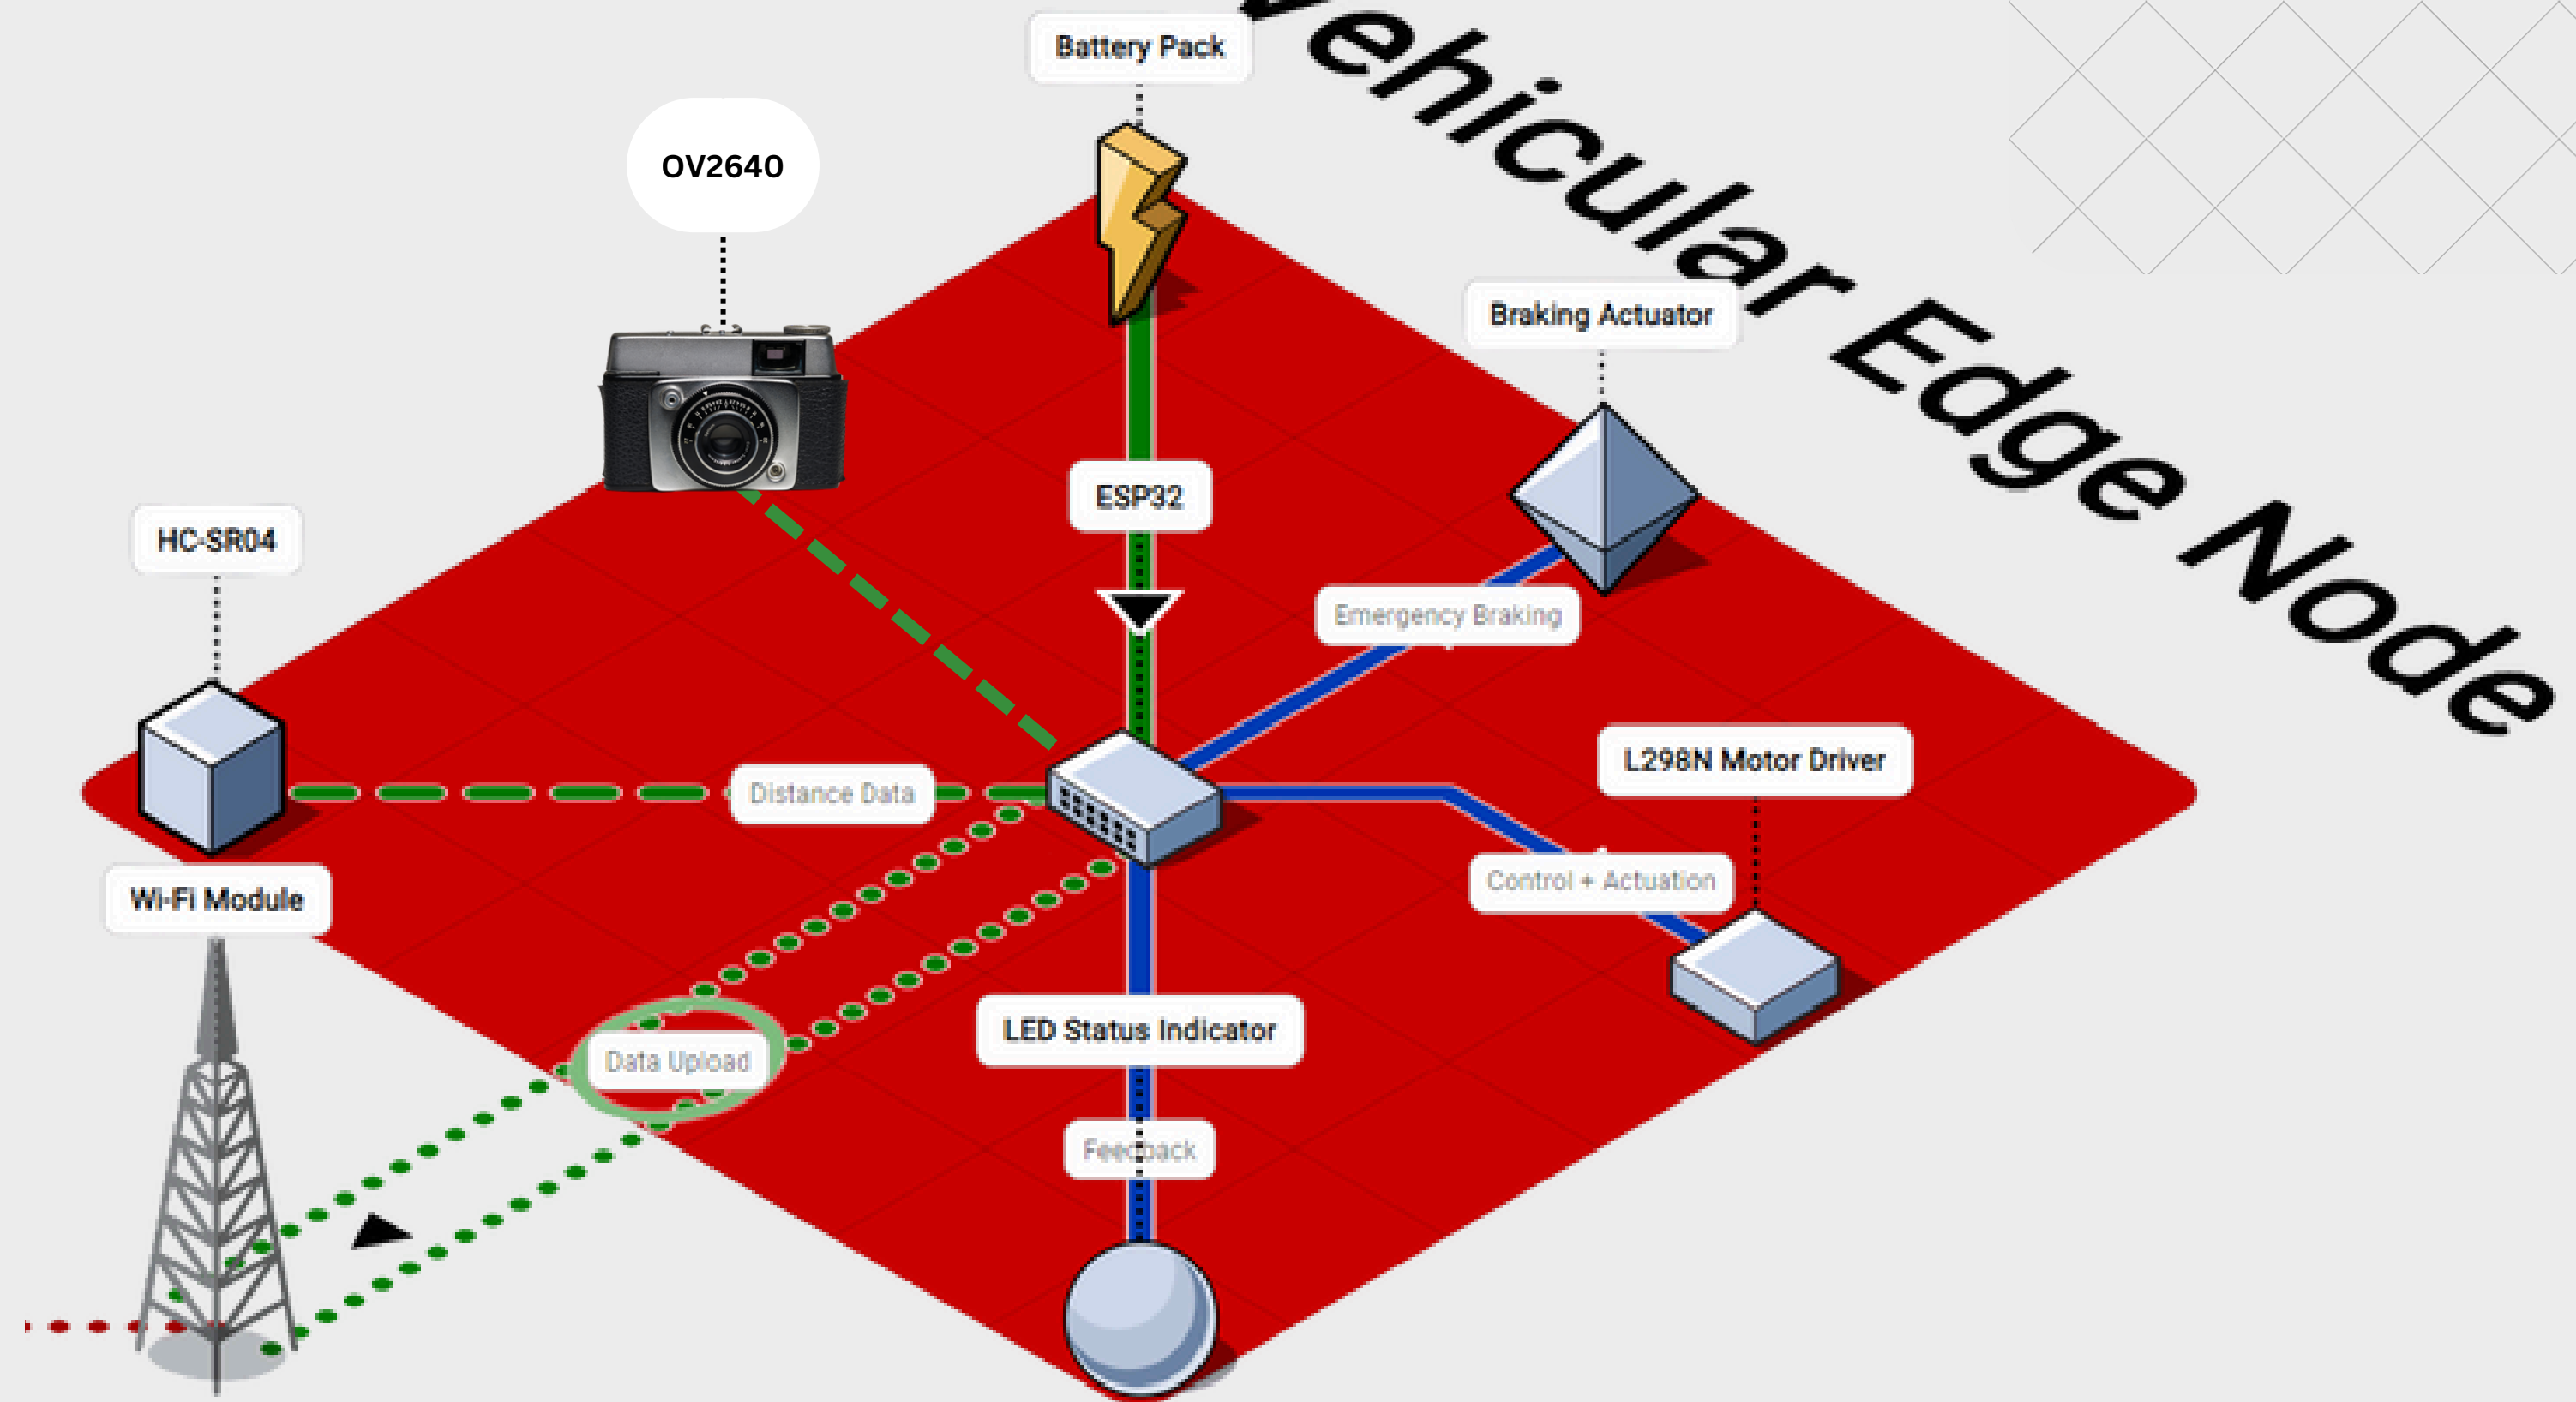 Vehicular Edge Node
Battery Pack
OV2640
Braking Actuator
ESP32
HC-SR04
Emergency Braking
L298N Motor Driver
Distance Data
Control + Actuation
Wi-Fi Module
LED Status Indicator
Data Upload
Feedback